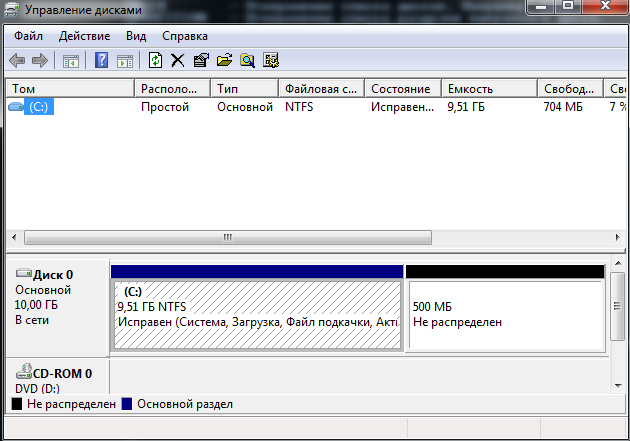 Управление дисками
Файл Действие Вид Справка
Том Располо... Тип Файловая с... Состояние Емкость Свобод... Св
(C:) Простой Основной NTFS Исправен... 9,51 ГБ 704 МБ 7 %
Диск 0
Основной
10,00 ГБ
В сети
(C:)
9,51 ГБ NTFS
Исправен (Система, Загрузка, Файл подкачки, Акти
500 МБ
Не распределен
CD-ROM 0
DVD (D:)
Не распределен Основной раздел